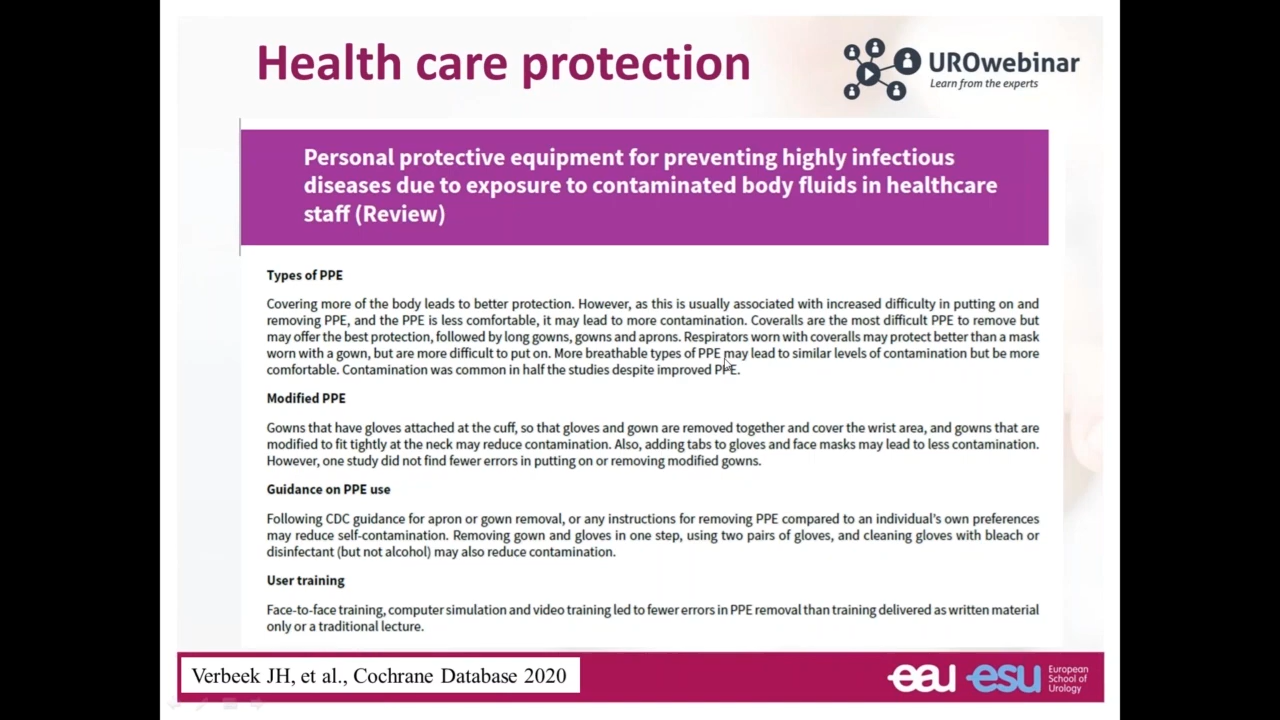 Health care protection
UROwebinar
Learn from the experts
Personal protective equipment for preventing highly infectious
diseases due to exposure to contaminated body fluids in healthcare
staff (Review)
Types of PPE
Covering more of the body leads to better protection. However, as this is usually associated with increased difficulty in putting on and
removing PPE, and the PPE is less comfortable, it may lead to more contamination. Coveralls are the most difficult PPE to remove but
may offer the best protection, followed by long gowns, gowns and aprons. Respirators worn with coveralls may protect better than a mask
worn with a gown, but are more difficult to put on. More breathable types of PPE may lead to similar levels of contamination but be more
comfortable. Contamination was common in half the studies despite improved PPE.
Modified PPE
Gowns that have gloves attached at the cuff, so that gloves and gown are removed together and cover the wrist area, and gowns that are
modified to fit tightly at the neck may reduce contamination. Also, adding tabs to gloves and face masks may lead to less contamination.
However, one study did not find fewer errors in putting on or removing modified gowns.
Guidance on PPE use
Following CDC guidance for apron or gown removal, or any instructions for removing PPE compared to an individual's own preferences
may reduce self-contamination. Removing gown and gloves in one step, using two pairs of gloves, and cleaning gloves with bleach or
disinfectant (but not alcohol) may also reduce contamination.
User training
Face-to-face training, computer simulation and video training led to fewer errors in PPE removal than training delivered as written material
only or a traditional lecture.
Verbeek JH, et al., Cochrane Database 2020
eau esu
European
School of
Urology